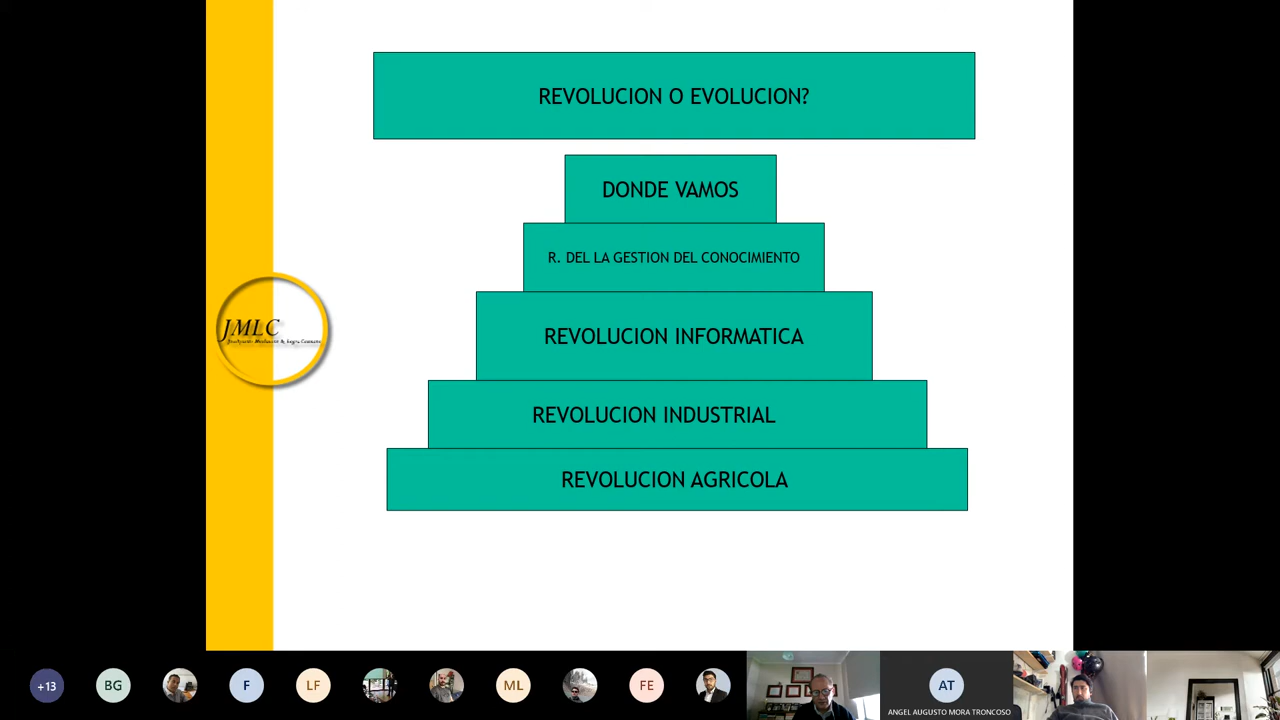 REVOLUCION O EVOLUCION?
DONDE VAMOS
R. DEL LA GESTION DEL CONOCIMIENTO
REVOLUCION INFORMATICA
REVOLUCION INDUSTRIAL
REVOLUCION AGRICOLA
JMLC
+13
BG
F
LF
ML
FE
AT
ANGEL AUGUSTO MORA TRONCOSO